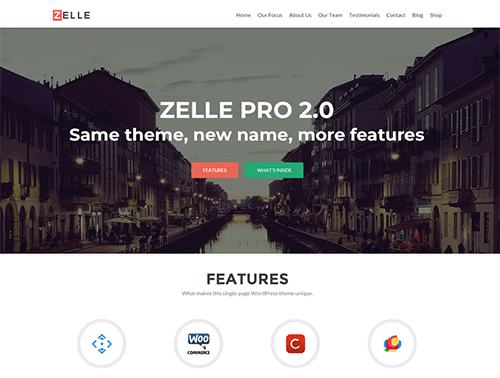 ZELLE
Home Our Focus About Us Our Team Testimonials Contact Blog Shop
ZELLE PRO 2.0
Same theme, new name, more features
FEATURES WHAT'S INSIDE
FEATURES
What makes this single-page WordPress theme unique.
WOO
COMMERCE
C